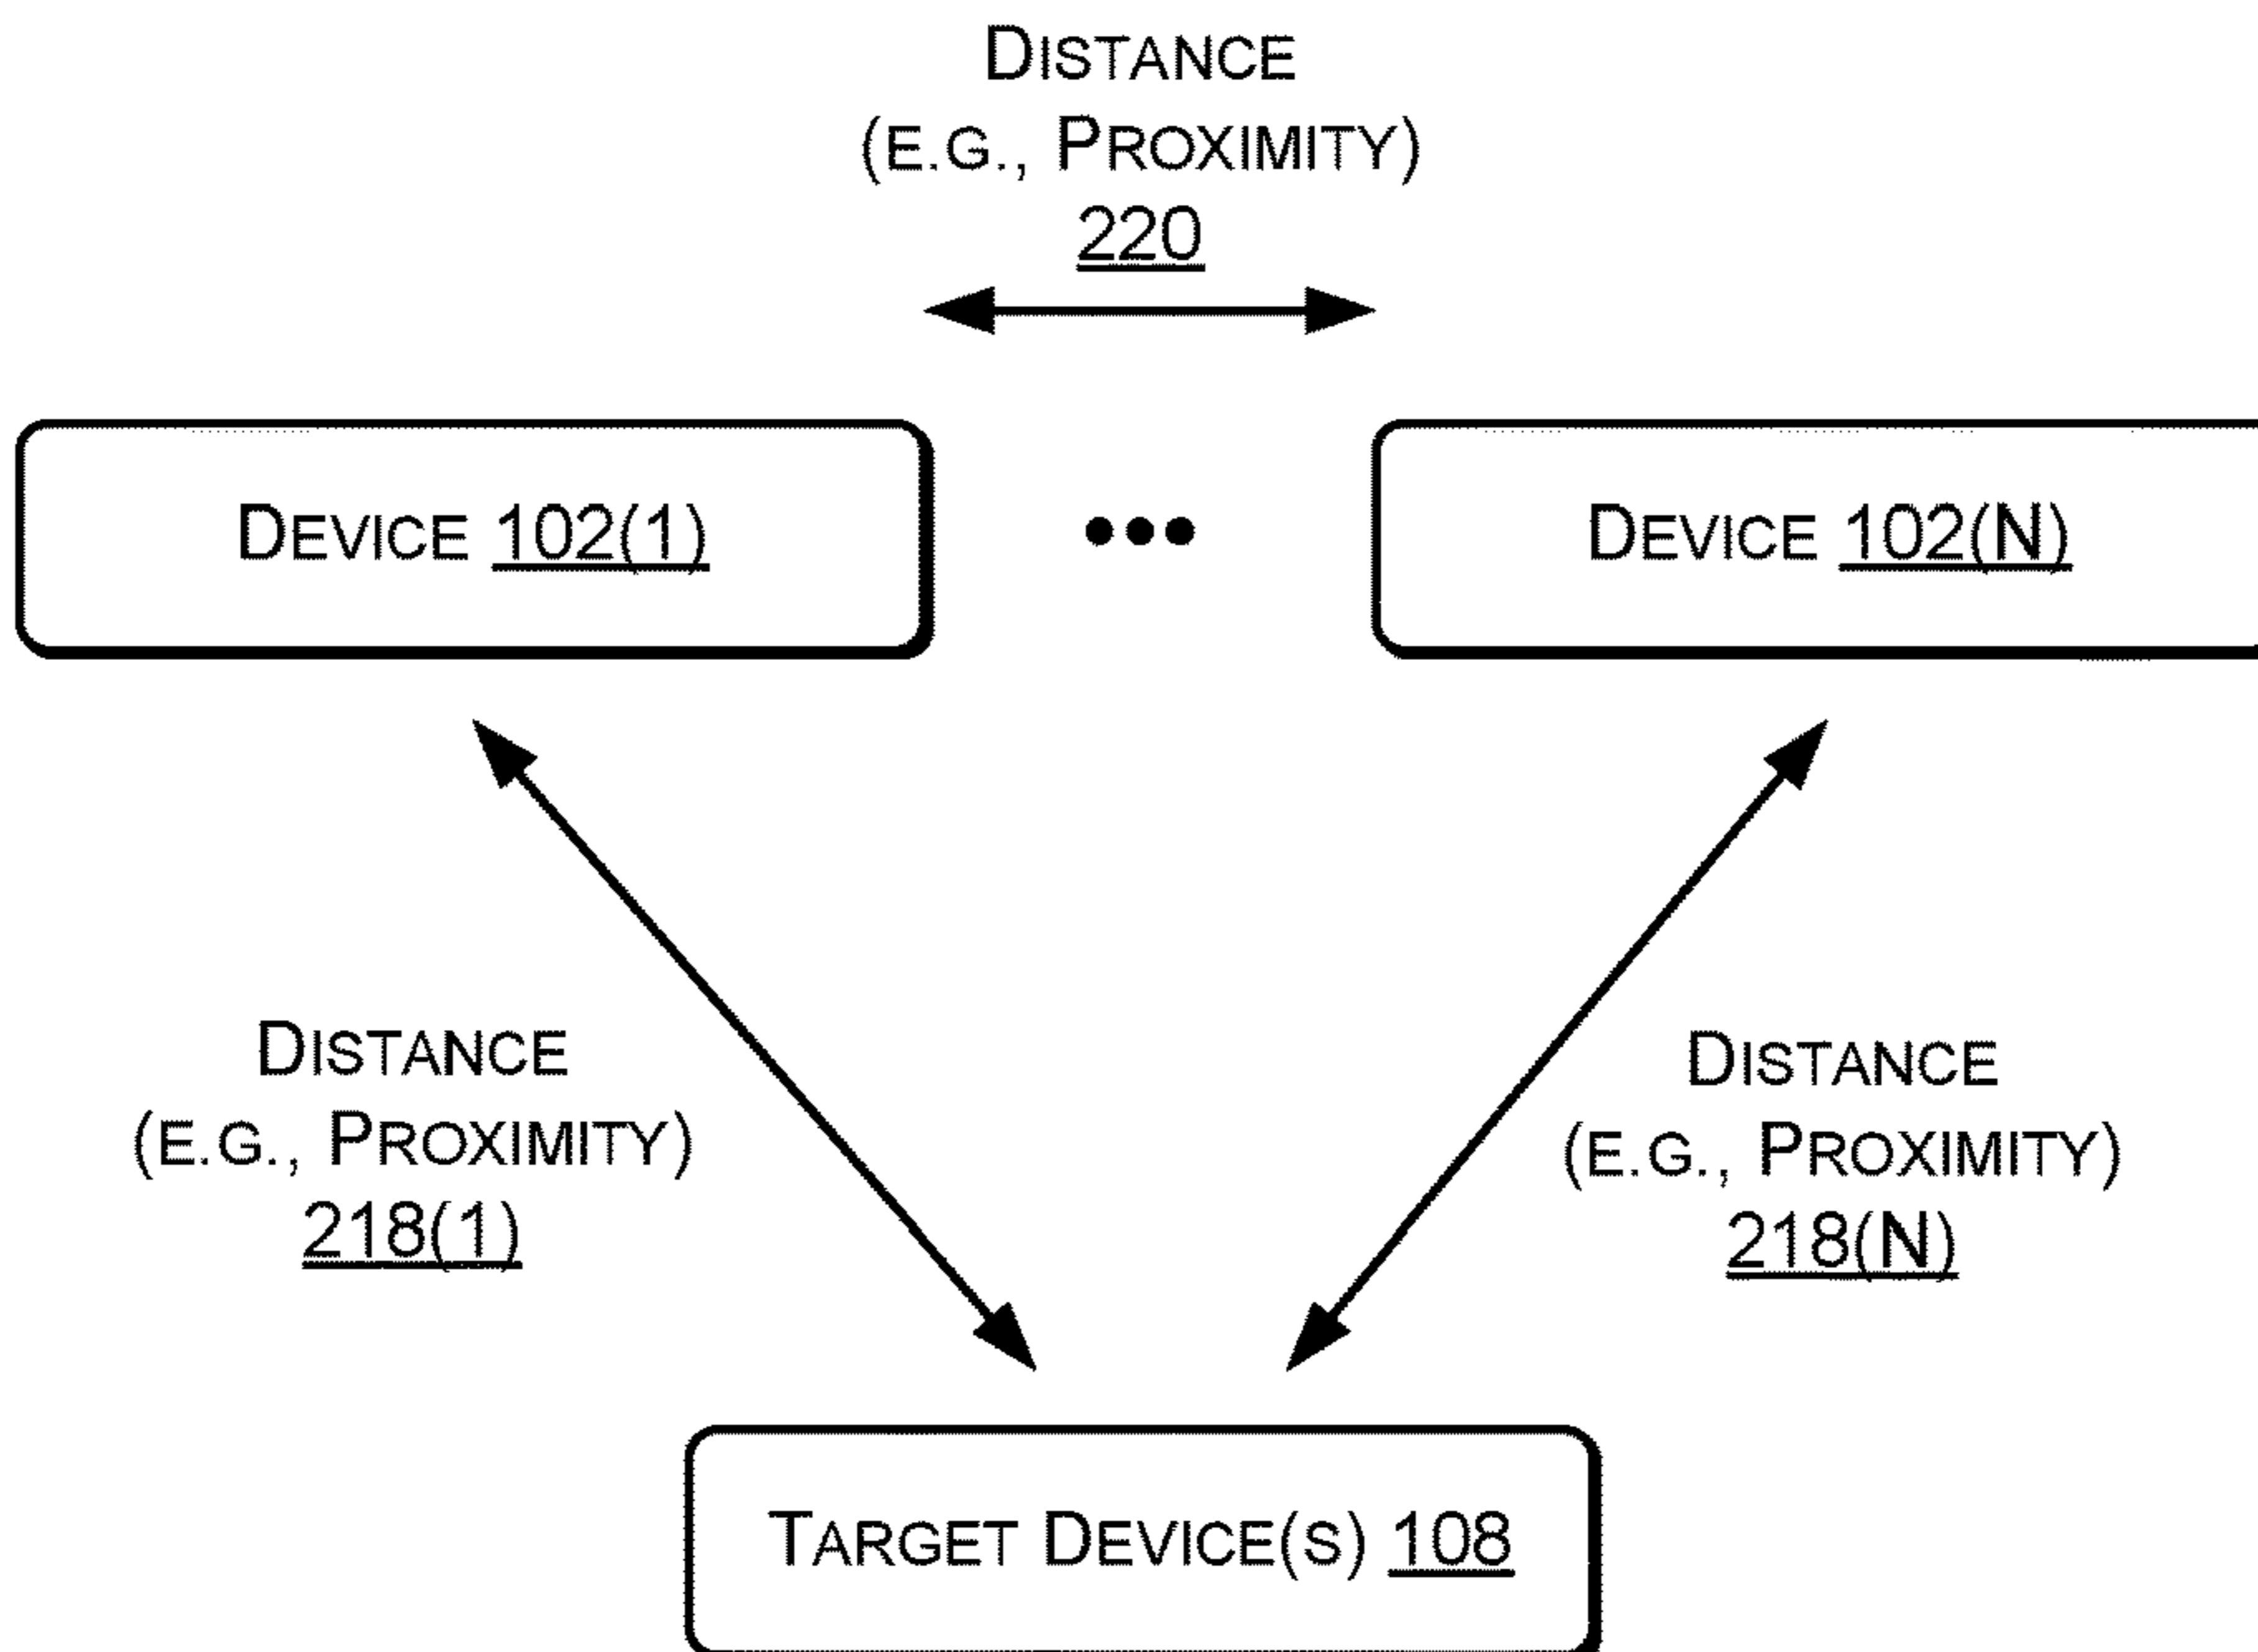 DISTANCE
(E.G., PROXIMITY)
220
DEVICE 102(1)
••• 
DEVICE 102(N)
DISTANCE
(E.G., PROXIMITY)
218(1)
DISTANCE
(E.G., PROXIMITY)
218(N)
TARGET DEVICE(S) 108